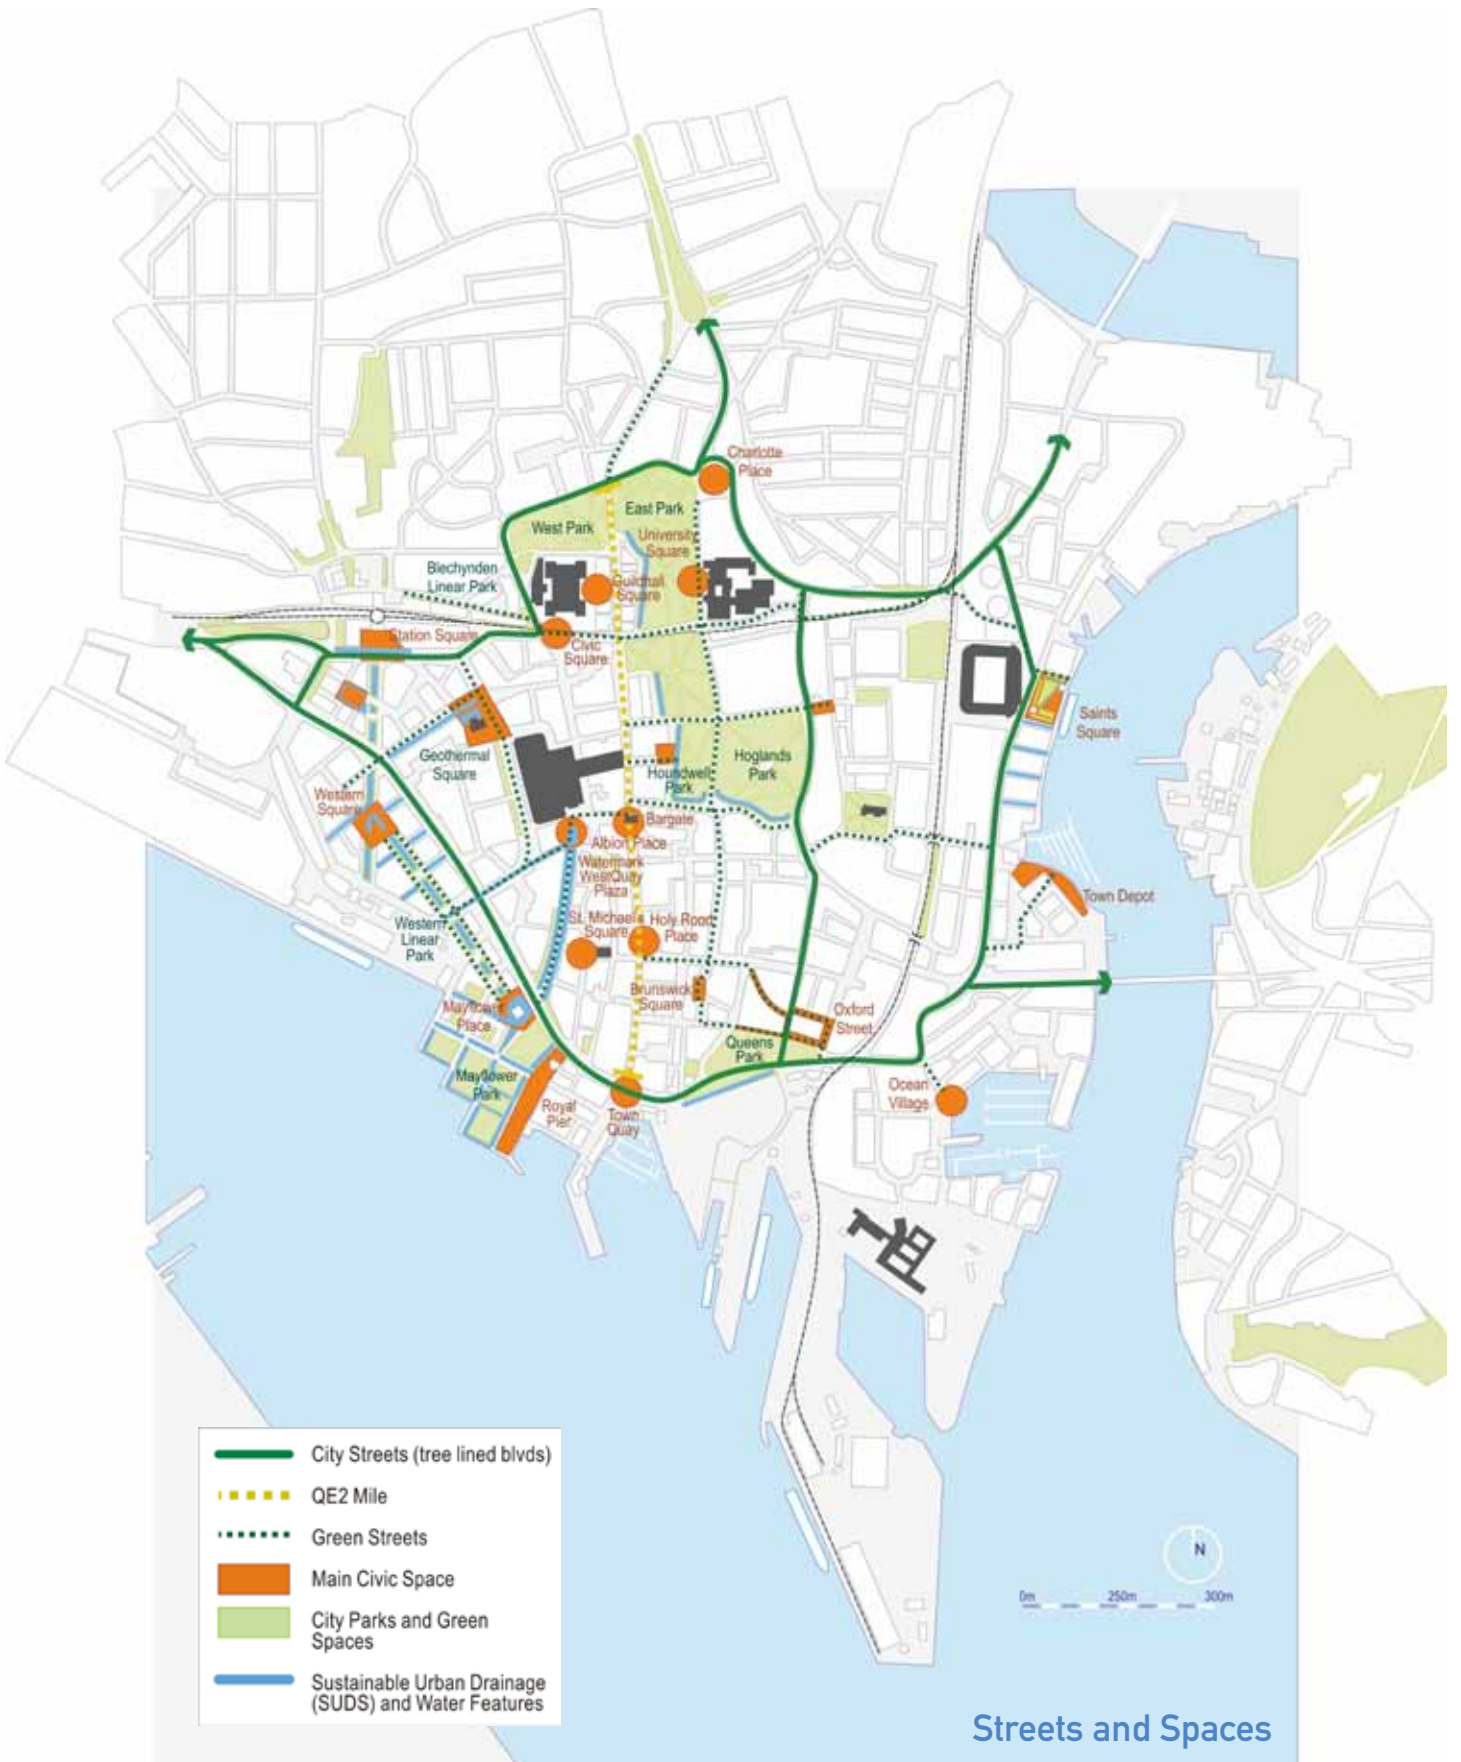 Charlotte
Place
East Park
West Park
University
Square
Blechynden
Linear Park
Guildhall
Square
Station Square
Civic
Square
Saints
Square
Geothermal
Square
Hoglands
Park
Houndwell
Park
Western
Square
Bargate
Albion Place
Watermark
WestQuay
Plaza
Town Depot
St. Michaels
Square
Holy Rood
Place
Western
Linear
Park
Brunswick
Square
Mayflower
Place
Oxford
Street
Queens
Park
Mayflower
Park
Ocean
Village
Royal
Pier
Town
Quay
City Streets (tree lined blvds)
QE2 Mile
Green Streets
Main Civic Space
City Parks and Green
Spaces
Sustainable Urban Drainage
(SUDS) and Water Features
N
0m 250m 300m
Streets and Spaces